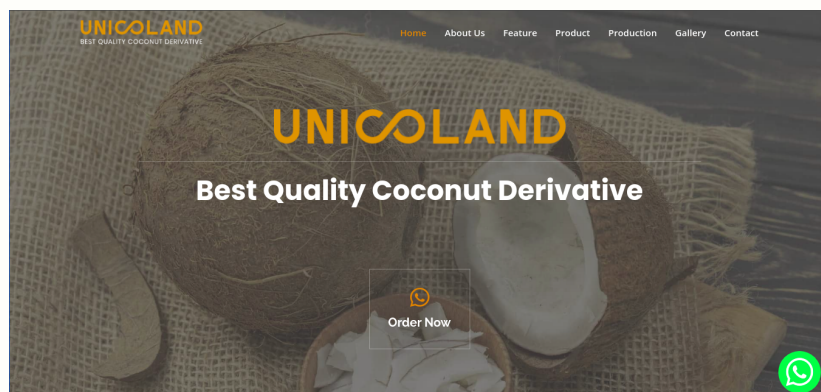 UNICOLAND
BEST QUALITY COCONUT DERIVATIVE
Home About Us Feature Product Production Gallery Contact
UNICOLAND
Best Quality Coconut Derivative
Order Now